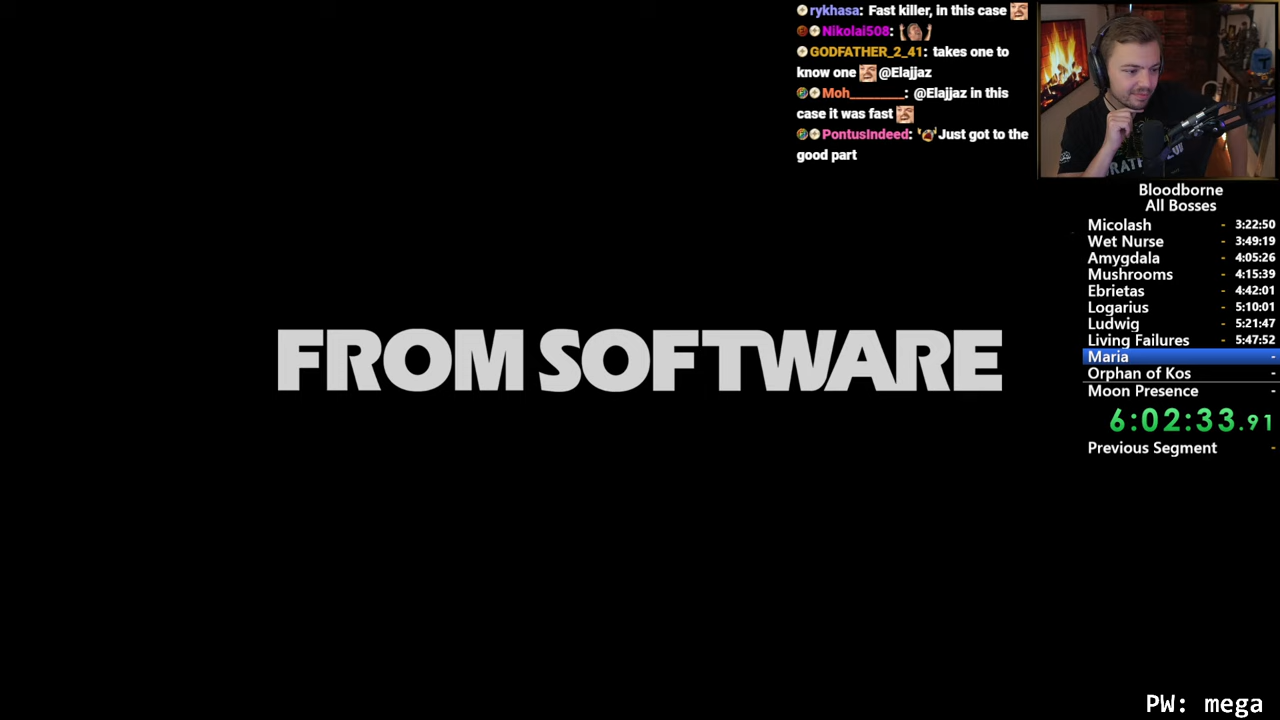 rykhasa: Fast killer, in this case
Nikolai508:
GODFATHER_2_41: takes one to
know one @Elajjaz
Moh________: @Elajjaz in this
case it was fast
PontusIndeed: Just got to the
good part
FROM SOFTWARE
Bloodborne
All Bosses
Micolash - 3:22:50
Wet Nurse - 3:49:19
Amygdala - 4:05:26
Mushrooms - 4:15:39
Ebrietas - 4:42:01
Logarius - 5:10:01
Ludwig - 5:21:47
Living Failures - 5:47:52
Maria -
Orphan of Kos -
Moon Presence -
6:02:33.91
Previous Segment -
PW: mega